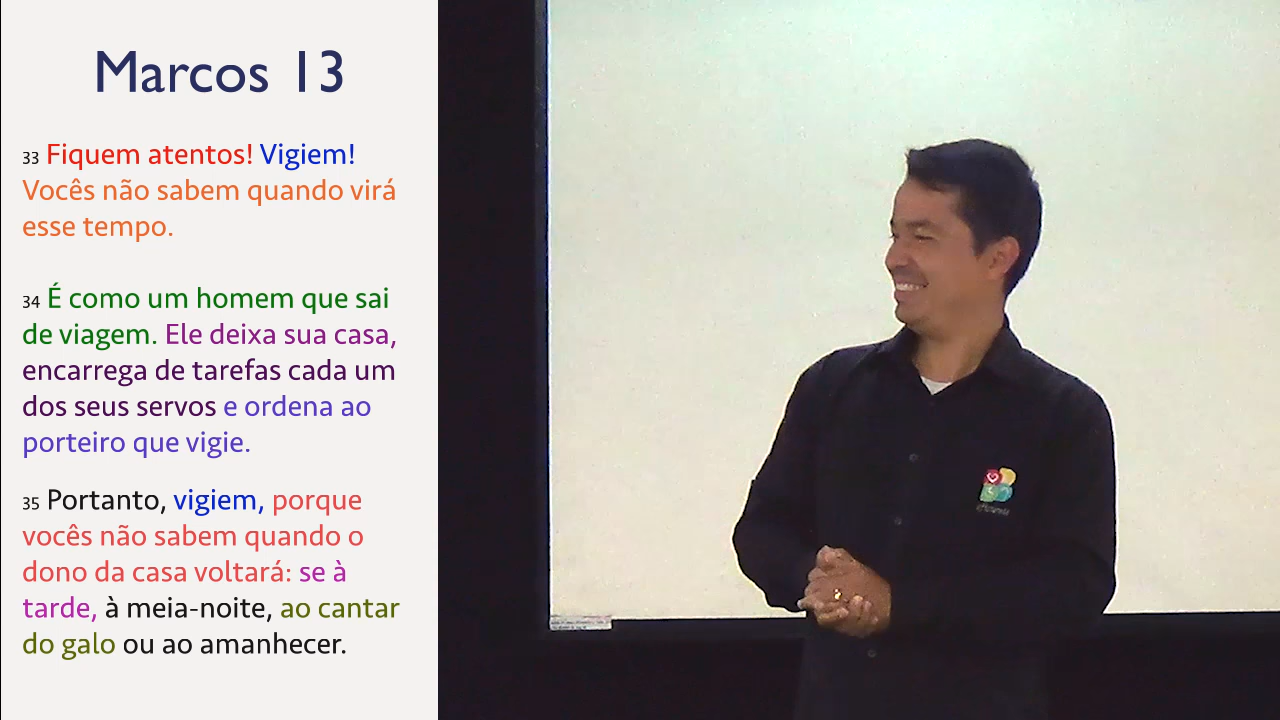 Marcos 13
33 Fiquem atentos! Vigiem!
Vocês não sabem quando virá
esse tempo.
34 É como um homem que sai
de viagem. Ele deixa sua casa,
encarrega de tarefas cada um
dos seus servos e ordena ao
porteiro que vigie.
35 Portanto, vigiem, porque
vocês não sabem quando o
dono da casa voltará: se à
tarde, à meia-noite, ao cantar
do galo ou ao amanhecer.